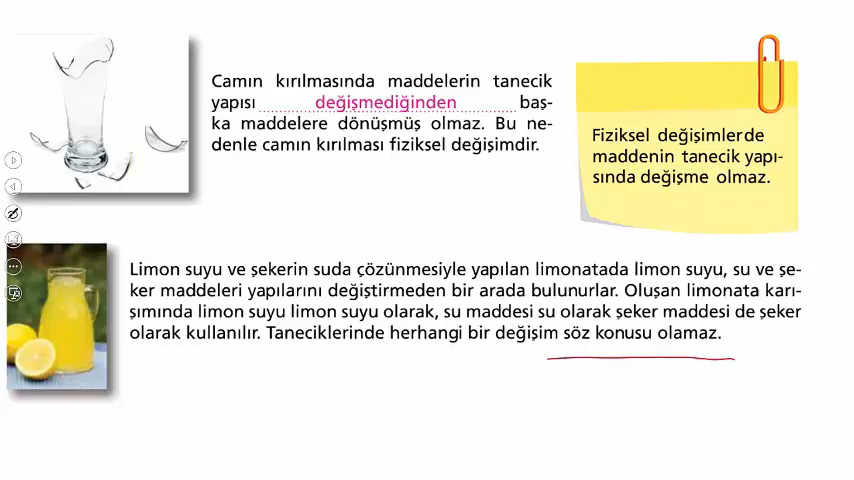 Camın kırılmasında maddelerin tanecik
yapısı değişmediğinden baş-
ka maddelere dönüşmüş olmaz. Bu ne-
denle camın kırılması fiziksel değişimdir.
Fiziksel değişimlerde
maddenin tanecik yapı-
sında değişme olmaz.
Limon suyu ve şekerin suda çözünmesiyle yapılan limonatada limon suyu, su ve şe-
ker maddeleri yapılarını değiştirmeden bir arada bulunurlar. Oluşan limonata karı-
şımında limon suyu limon suyu olarak, su maddesi su olarak şeker maddesi de şeker
olarak kullanılır. Taneciklerinde herhangi bir değişim söz konusu olamaz.